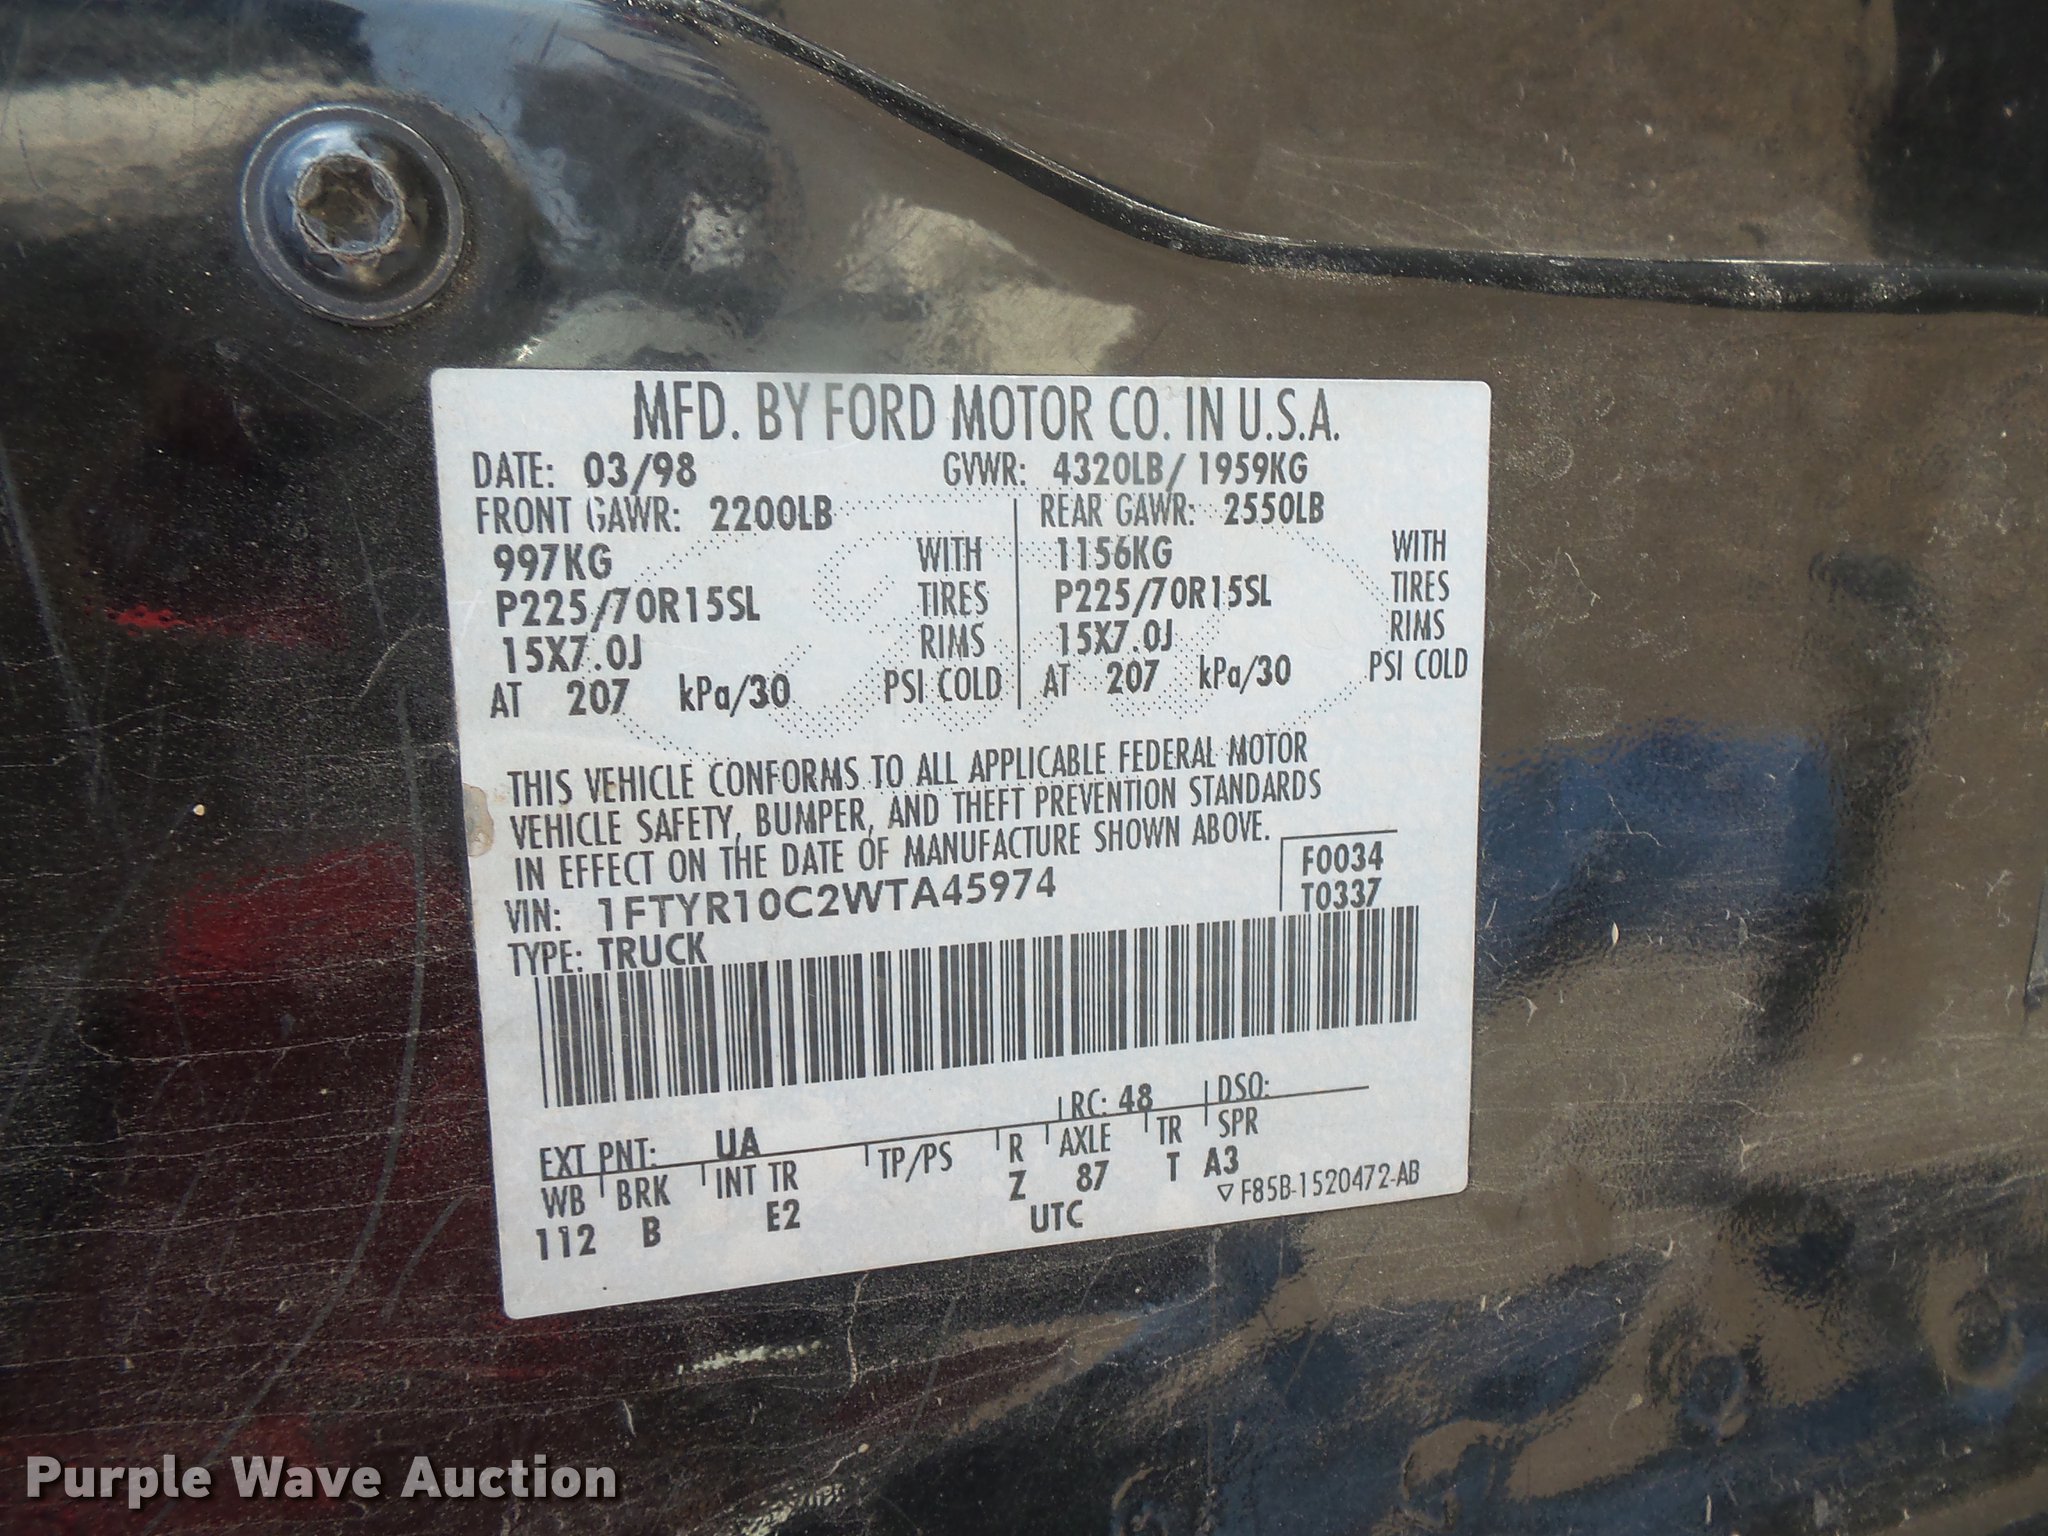 MFD. BY FORD MOTOR CO. IN U.S.A.
DATE: 03/98 GVWR: 4320LB/ 1959KG
FRONT GAWR: 2200LB REAR GAWR: 2550LB
997KG WITH 1156KG WITH
P225/70R15SL TIRES P225/70R15SL TIRES
15X7.0J RIMS 15X7.0J RIMS
AT 207 kPa/30 PSI COLD AT 207 kPa/30 PSI COLD
THIS VEHICLE CONFORMS TO ALL APPLICABLE FEDERAL MOTOR
VEHICLE SAFETY, BUMPER, AND THEFT PREVENTION STANDARDS
IN EFFECT ON THE DATE OF MANUFACTURE SHOWN ABOVE.
F0034
VIN: 1FTYR10C2WTA45974 T0337
TYPE: TRUCK
RC: 48 DSO:
EXT PNT: UA
WB BRK INT TR TP/PS R AXLE TR SPR
112 B E2 Z 87 T A3
UTC ▽F85B-1520472-AB
Purple Wave Auction